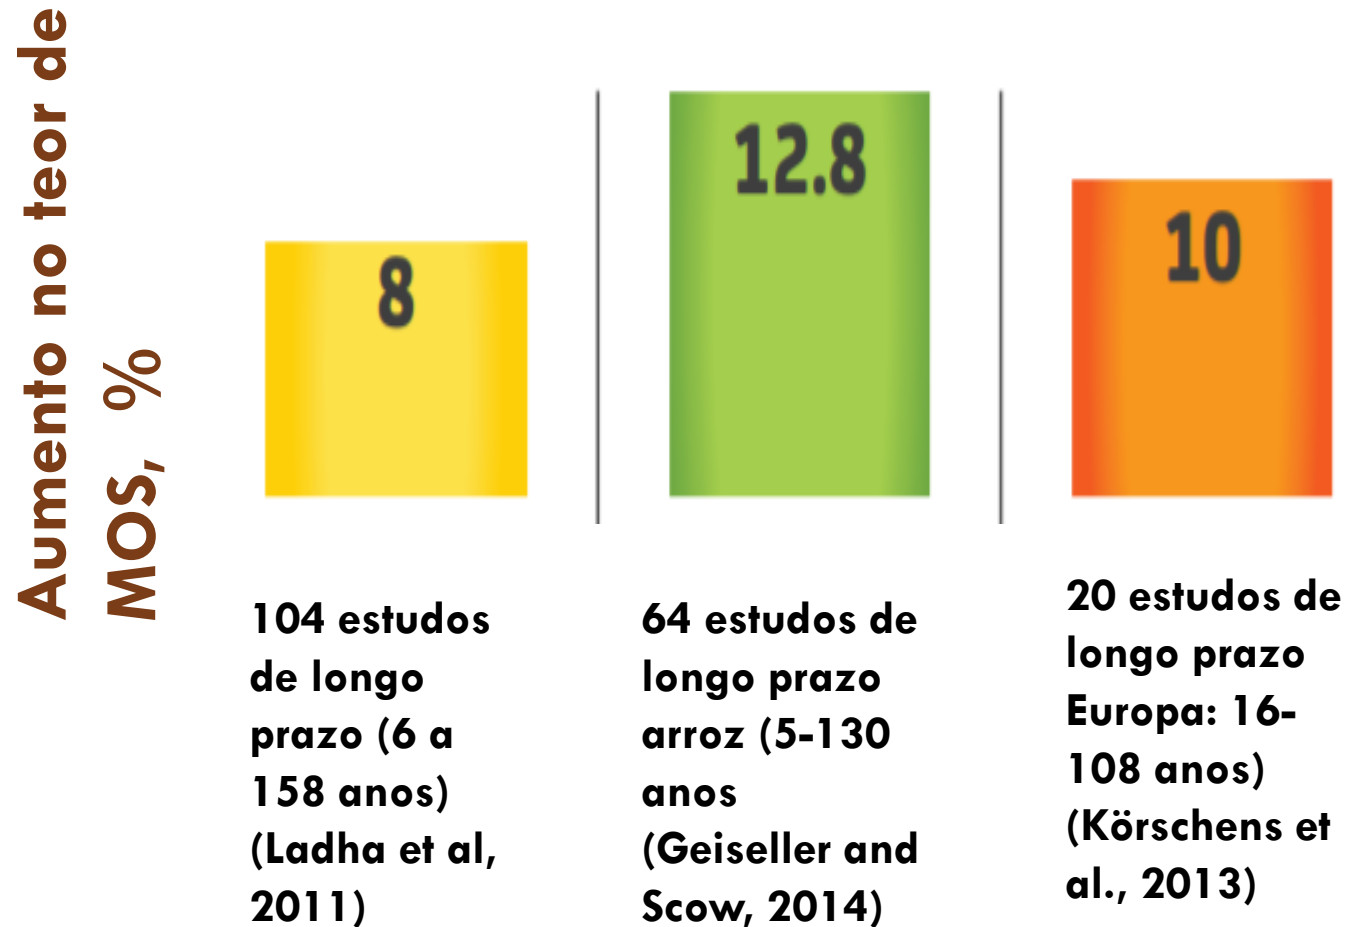 Aumento no teor de
MOS, %
8
12.8
10
104 estudos
de longo
prazo (6 a
158 anos)
(Ladha et al,
2011)
64 estudos de
longo prazo
arroz (5-130
anos
(Geiseller and
Scow, 2014)
20 estudos de
longo prazo
Europa: 16-
108 anos)
(Körschens et
al., 2013)